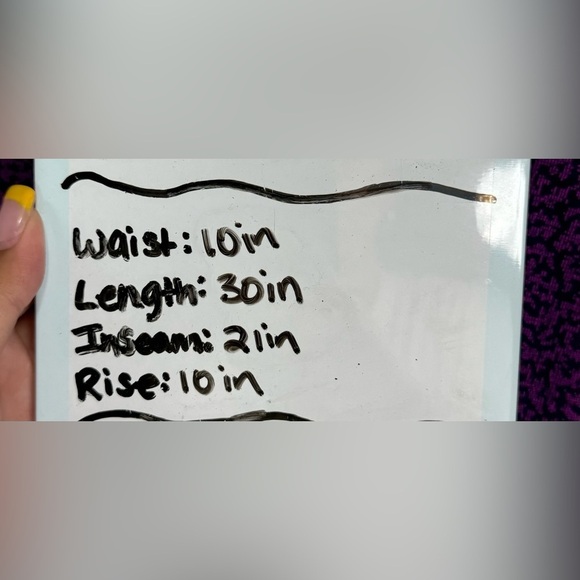 Waist: 10in
Length: 30in
Inseam: 21in
Rise: 10in